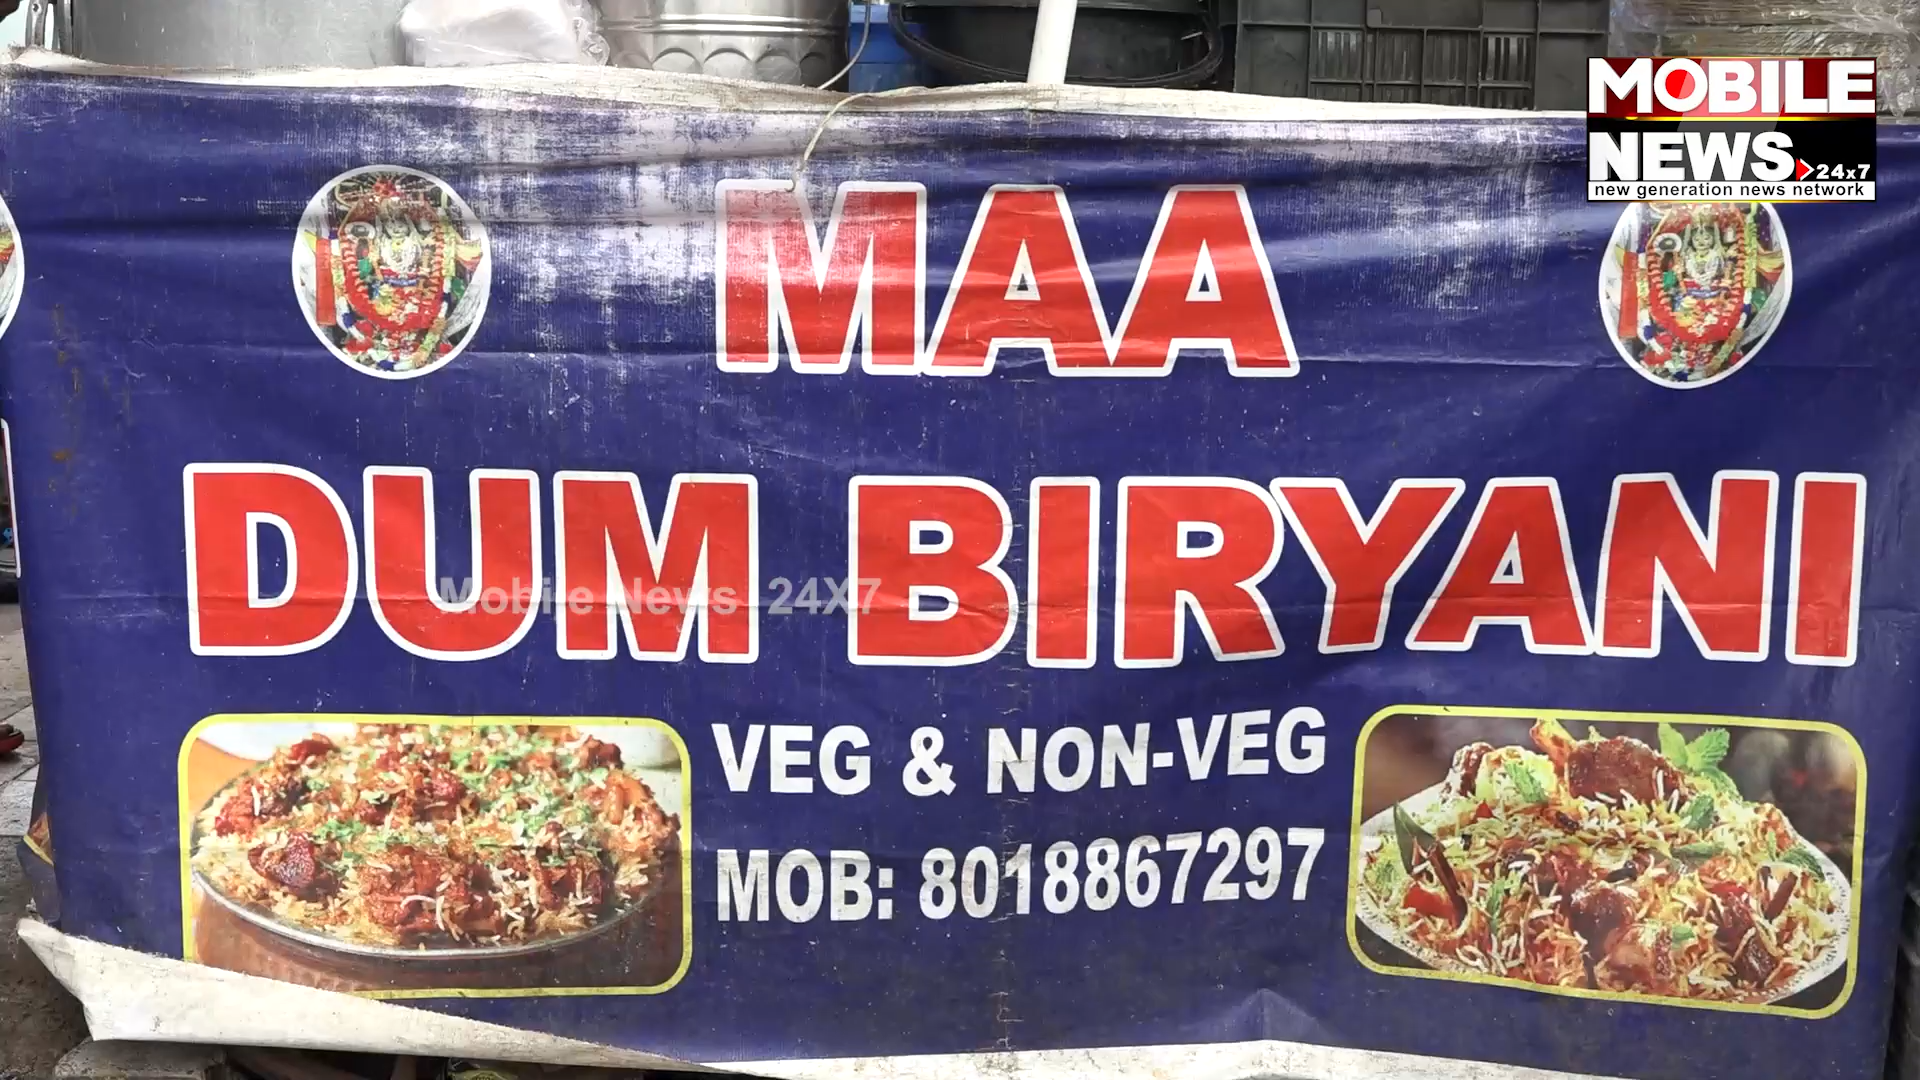 MOBILE
NEWS 24x7
new generation news network
MAA
DUM BIRYANI
Mobile News 24X7
VEG & NON-VEG
MOB: 8018867297